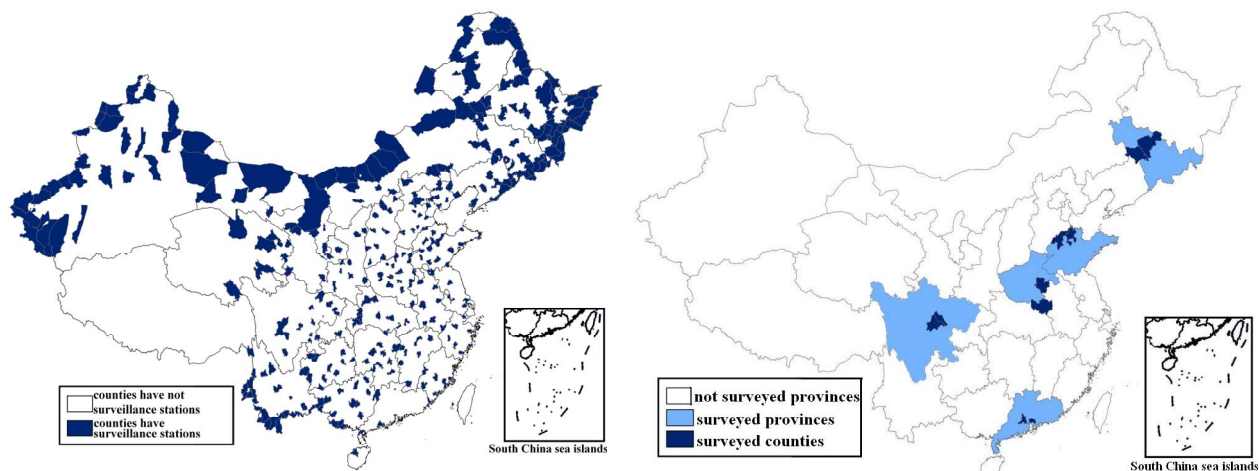 counties have not
surveillance stations
counties have
surveillance stations
South China sea islands
not surveyed provinces
surveyed provinces
surveyed counties
South China sea islands